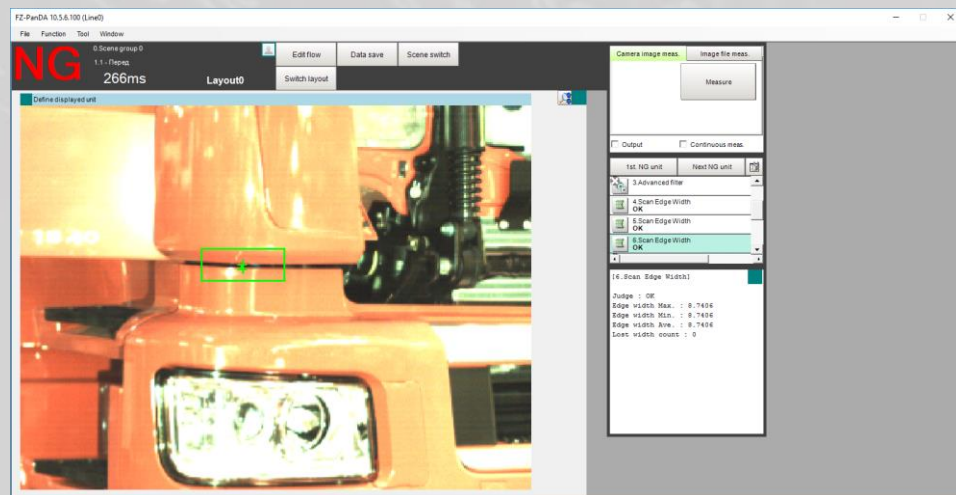 FZ-PanDA 10.5.6.100 (Line0)
File Function Tool Window
NG
0.Scene group 0
1.1 - Перед
266ms
Layout0
Edit flow
Data save
Scene switch
Switch layout
Define displayed unit
Camera image meas.
Image file meas.
Measure
Output
Continuous meas.
1st. NG unit
Next NG unit
3.Advanced filter
4.Scan Edge Width
OK
5.Scan Edge Width
OK
6.Scan Edge Width
OK
[6.Scan Edge Width]
Judge : OK
Edge width Max. : 8.7406
Edge width Min. : 8.7406
Edge width Ave. : 8.7406
Lost width count : 0